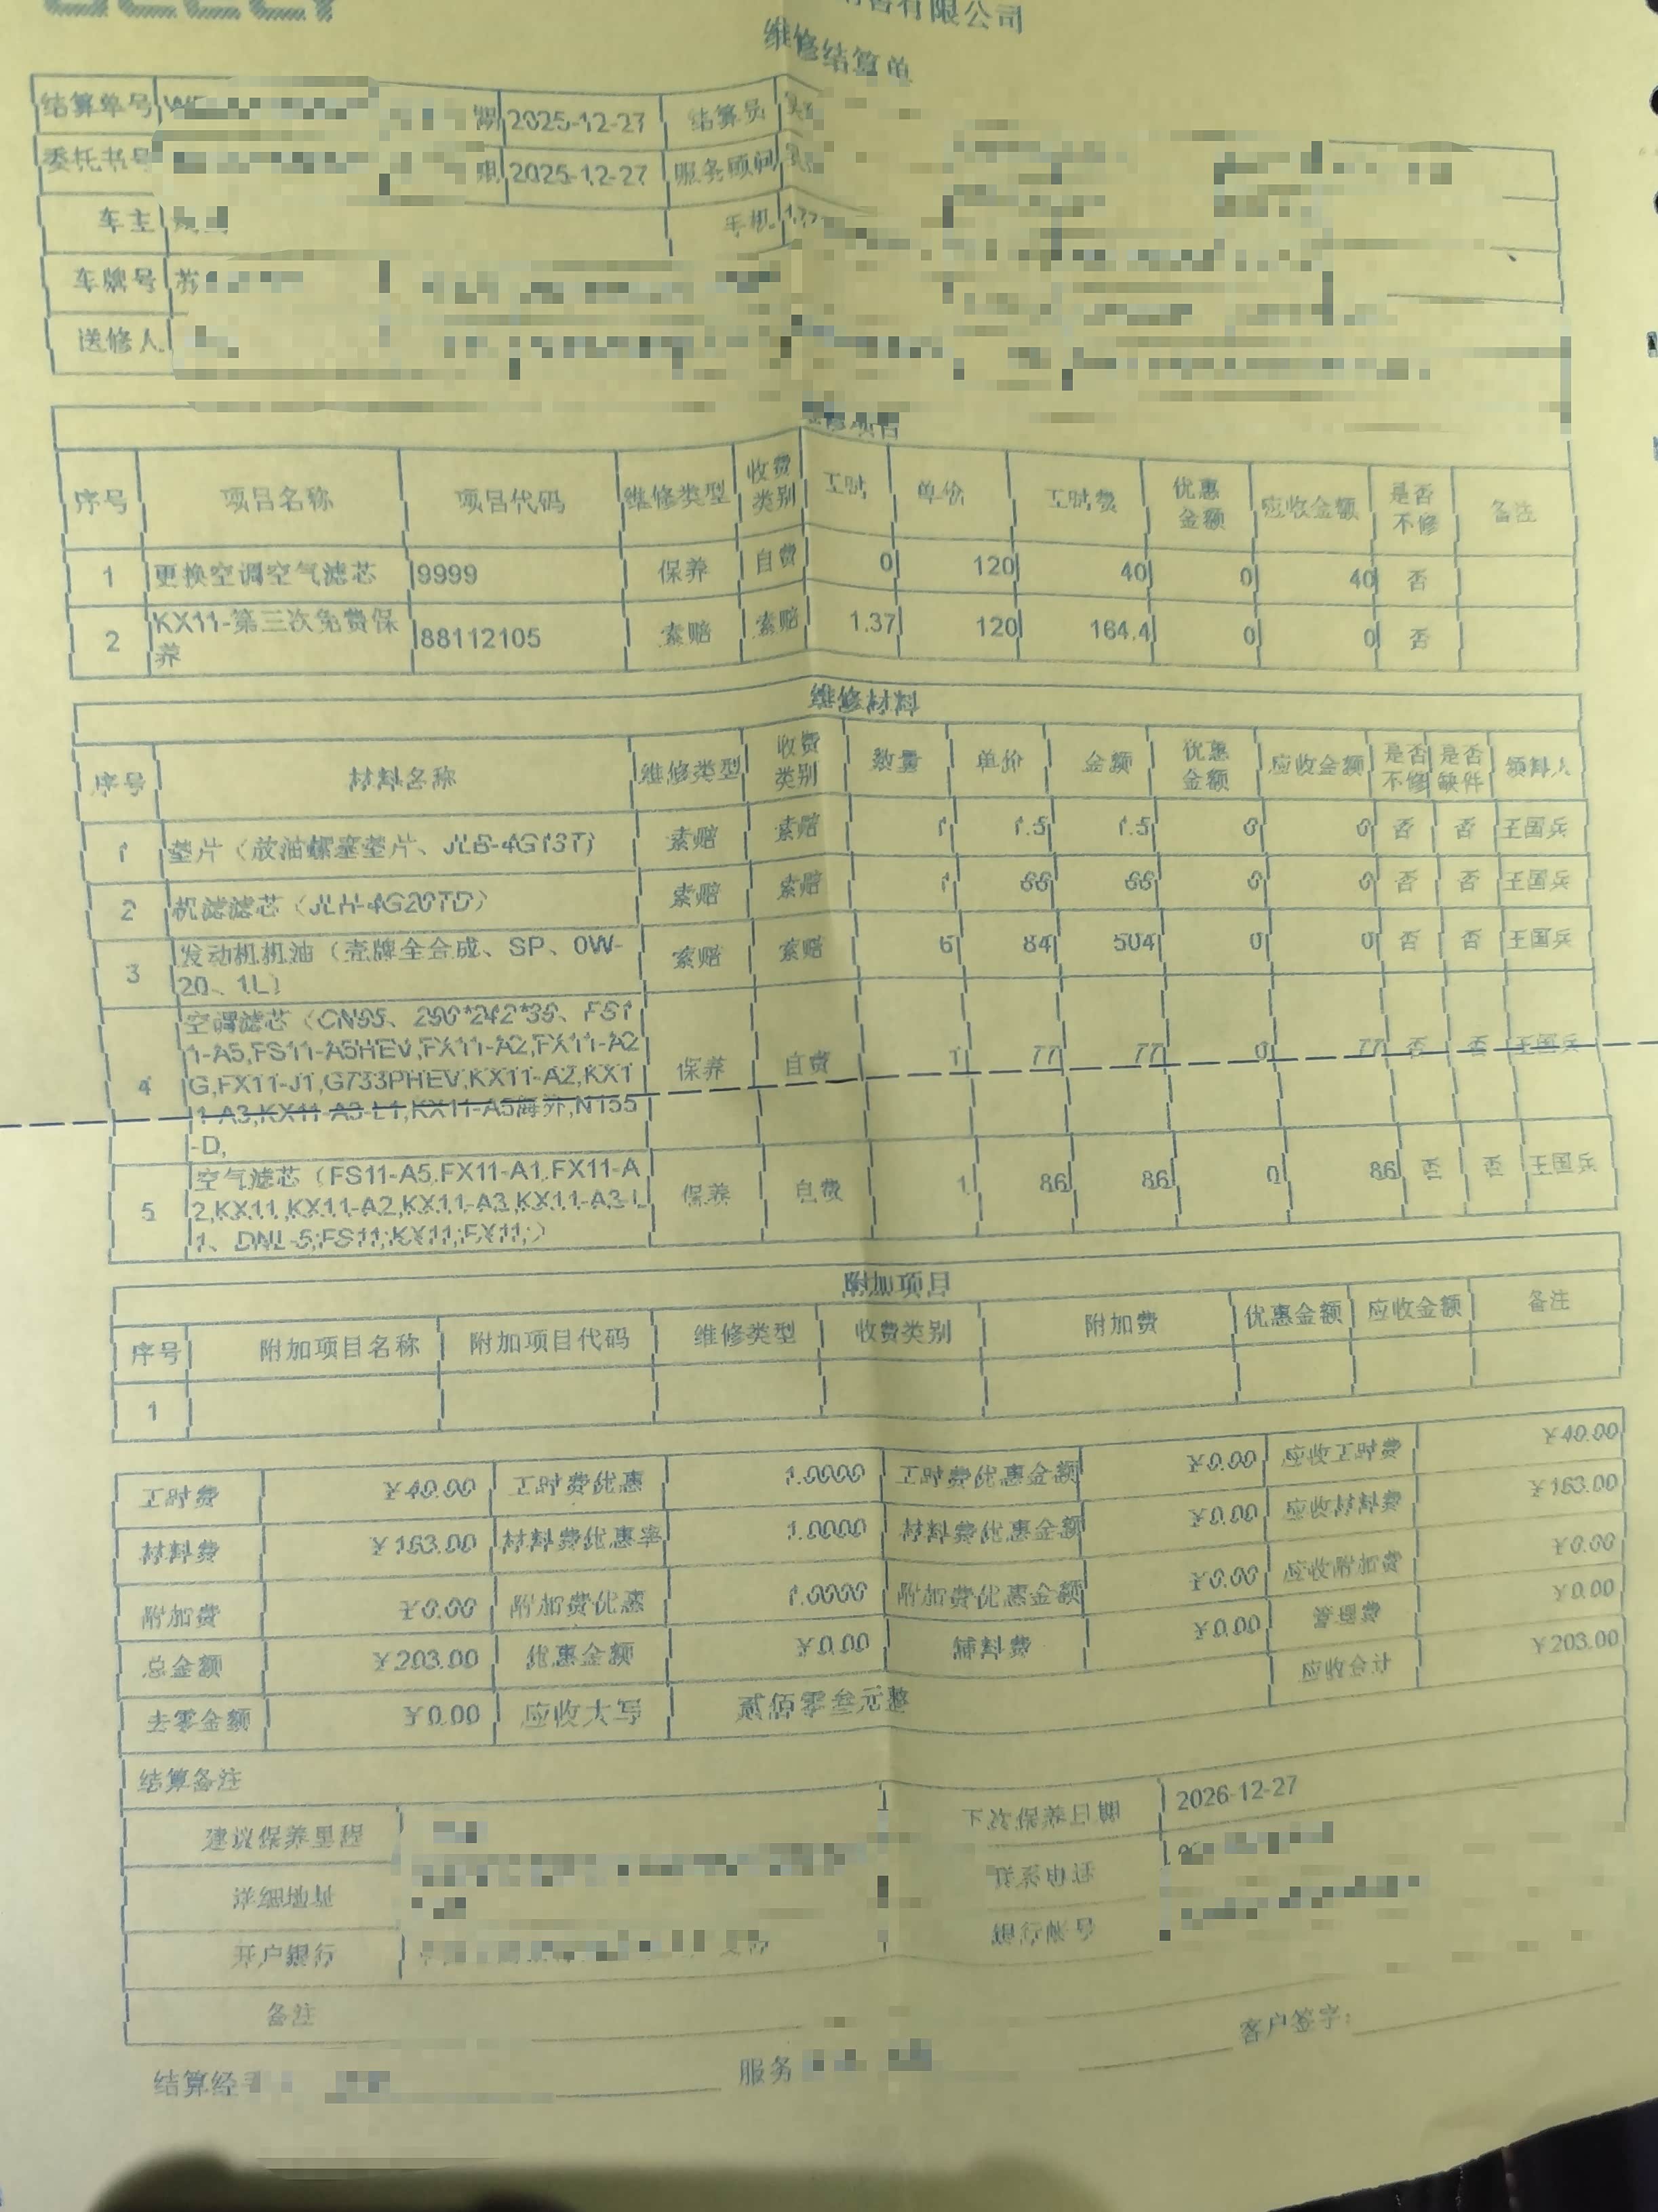 售有限公司
维修结算单
结算单号 期 2025-12-27 结算员
委托书号 期 2025-12-27 服务顾问
车主 手机
车牌号 苏
送修人
序号 项目名称 项目代码 维修类型 收费类别 工时 单价 工时费 优惠金额 应收金额 是否不修 备注
1 更换空调空气滤芯 9999 保养 自费 0 120 40 0 40 否
2 KX11-第三次免费保养 88112105 索赔 索赔 1.37 120 164.4 0 0 否
维修材料
序号 材料名称 维修类型 收费类别 数量 单价 金额 优惠金额 应收金额 是否不修 是否缺件 领料人
1 垫片（放油螺塞垫片、JLB-4G13T） 索赔 索赔 1 1.5 1.5 0 0 否 否 王国兵
2 机滤滤芯（JLH-4G20TD） 索赔 索赔 1 66 66 0 0 否 否 王国兵
3 发动机机油（壳牌全合成、SP、0W-20、1L） 索赔 索赔 6 84 504 0 0 否 否 王国兵
4 空调滤芯（CN95、290*242*35、FS11-A5,FS11-A5HEV,FX11-A2,FX11-A2G,FX11-J1,G733PHEV,KX11-A2,KX11-A3,KX11-A3-L1,KX11-A5海外,N155-D, 保养 自费 1 77 77 0 77 否 否 王国兵
5 空气滤芯（FS11-A5,FX11-A1,FX11-A2,KX11,KX11-A2,KX11-A3,KX11-A3-L1、DNL-5;FS11;KX11;FX11;） 保养 自费 1 86 86 0 86 否 否 王国兵
附加项目
序号 附加项目名称 附加项目代码 维修类型 收费类别 附加费 优惠金额 应收金额 备注
1
工时费 ¥40.00 工时费优惠 1.0000 工时费优惠金额 ¥0.00 应收工时费 ¥40.00
材料费 ¥163.00 材料费优惠率 1.0000 材料费优惠金额 ¥0.00 应收材料费 ¥163.00
附加费 ¥0.00 附加费优惠 1.0000 附加费优惠金额 ¥0.00 应收附加费 ¥0.00
总金额 ¥203.00 优惠金额 ¥0.00 辅料费 ¥0.00 管理费 ¥0.00
去零金额 ¥0.00 应收大写 贰佰零叁元整 应收合计 ¥203.00
结算备注
建议保养里程 下次保养日期 2026-12-27
详细地址 联系电话
开户银行 银行帐号
备注
结算经 服务 客户签字: